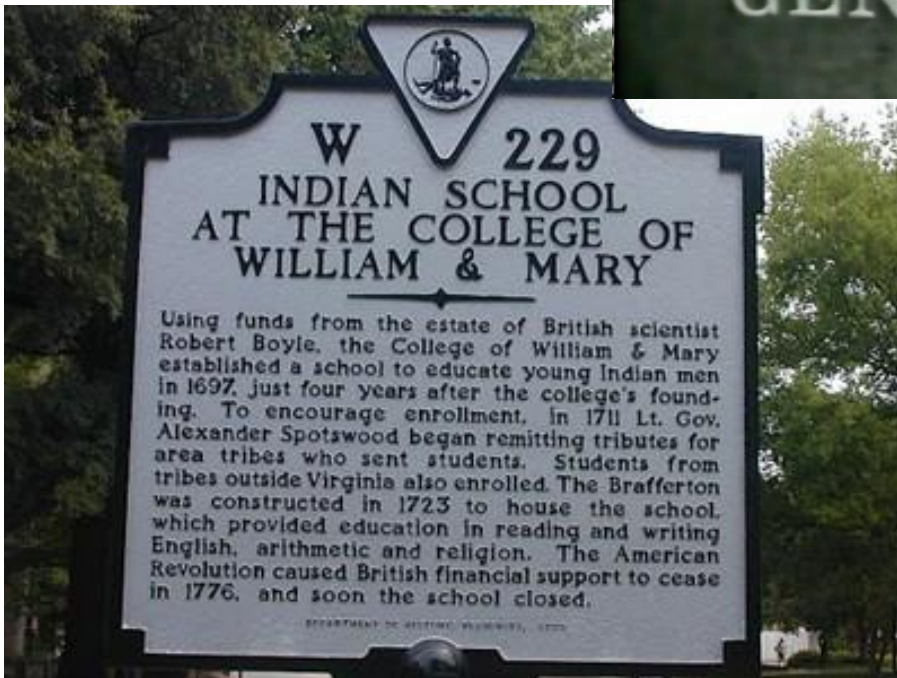 W 229
INDIAN SCHOOL
AT THE COLLEGE OF
WILLIAM & MARY
Using funds from the estate of British scientist
Robert Boyle, the College of William & Mary
established a school to educate young Indian men
in 1697, just four years after the college's found-
ing. To encourage enrollment, in 1711 Lt. Gov.
Alexander Spotswood began remitting tributes for
area tribes who sent students. Students from
tribes outside Virginia also enrolled. The Brafferton
was constructed in 1723 to house the school,
which provided education in reading and writing
English, arithmetic and religion. The American
Revolution caused British financial support to cease
in 1776, and soon the school closed.
DEPARTMENT OF HISTORIC RESOURCES,